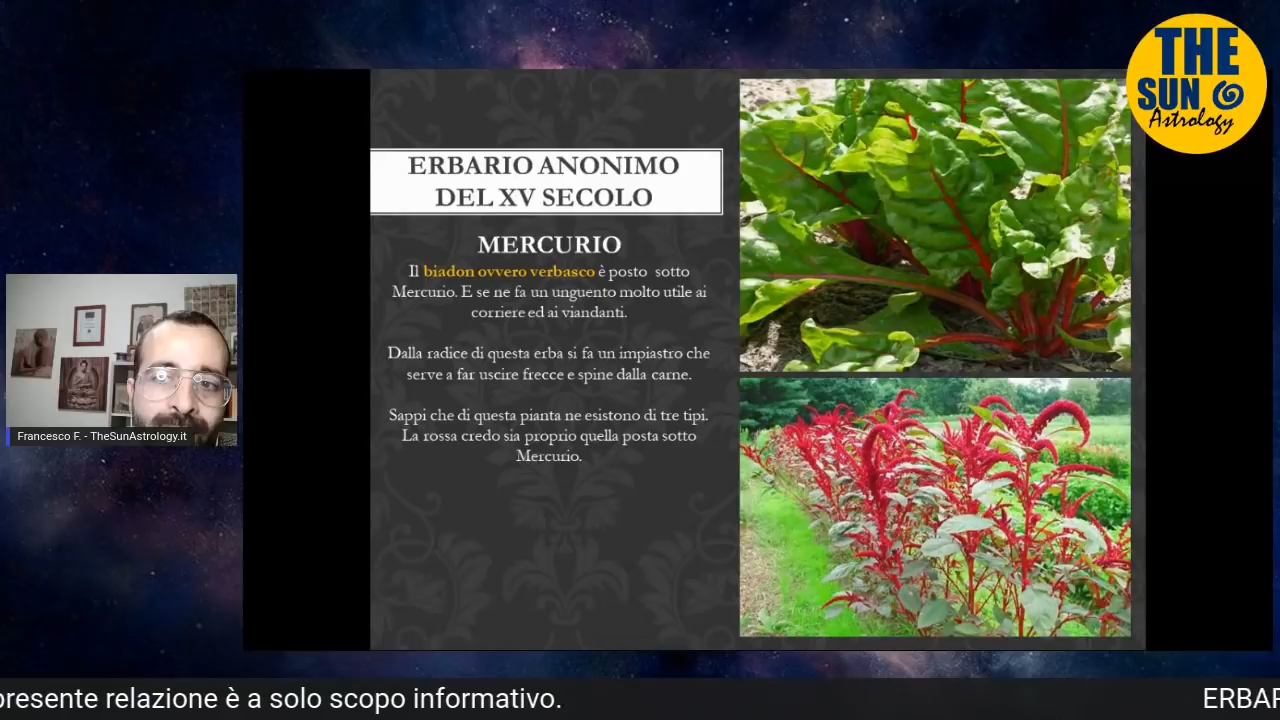 THE
SUN
Astrology
ERBARIO ANONIMO
DEL XV SECOLO
MERCURIO
Il biadon ovvero verbasco è posto sotto
Mercurio. E se ne fa un unguento molto utile ai
corriere ed ai viandanti.
Dalla radice di questa erba si fa un impiastro che
serve a far uscire frecce e spine dalla carne.
Sappi che di questa pianta ne esistono di tre tipi.
La rossa credo sia proprio quella posta sotto
Mercurio.
Francesco F. - TheSunAstrology.it
presente relazione è a solo scopo informativo.
ERBAR